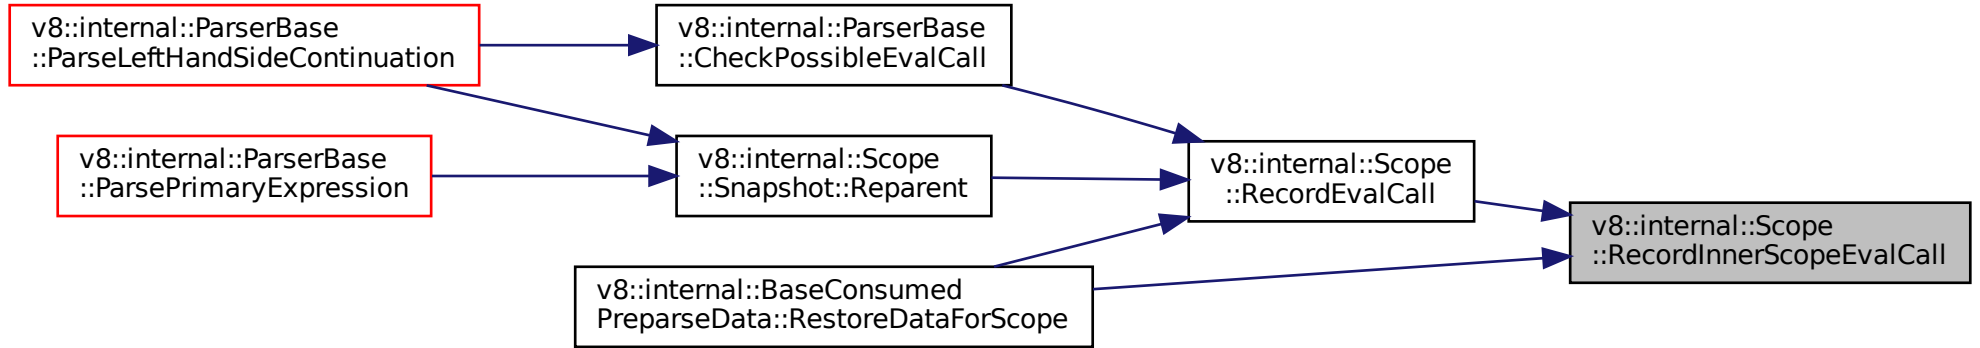 v8::internal::ParserBase
::ParseLeftHandSideContinuation
v8::internal::ParserBase
::CheckPossibleEvalCall
v8::internal::ParserBase
::ParsePrimaryExpression
v8::internal::Scope
::Snapshot::Reparent
v8::internal::Scope
::RecordEvalCall
v8::internal::Scope
::RecordInnerScopeEvalCall
v8::internal::BaseConsumed
PreparseData::RestoreDataForScope